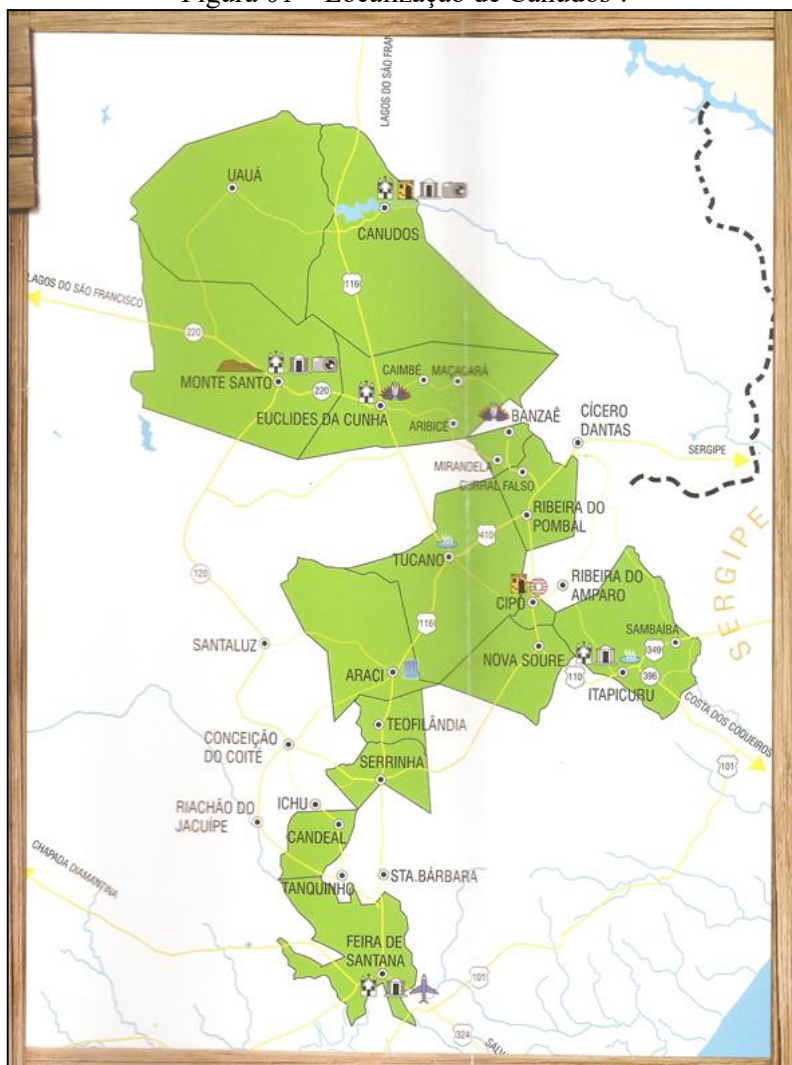 Figura 01 – Localização de Canudos .
LAGOS DO SÃO FRAN
UAUÁ
CANUDOS
116
LAGOS DO SÃO FRANCISCO
220
MONTE SANTO
220
CAIMBÉ
MAÇACARÁ
EUCLIDES DA CUNHA
ARIBICÉ
BANZAÊ
CÍCERO
DANTAS
SERGIPE
MIRANDELA
CURRAL FALSO
RIBEIRA DO
POMBAL
410
TUCANO
SERGIPE
120
RIBEIRA DO
AMPARO
CIPÓ
SAMBAÍBA
116
SANTALUZ
NOVA SOURE
349
ARACI
110
ITAPICURU
396
COSTA DOS COQUEIROS
TEOFILÂNDIA
CONCEIÇÃO
DO COITÉ
SERRINHA
101
ICHU
RIACHÃO DO
JACUÍPE
CANDEAL
CHAPADA DIAMANTINA
TANQUINHO
STA.BÁRBARA
FEIRA DE
SANTANA
101
324
SALV